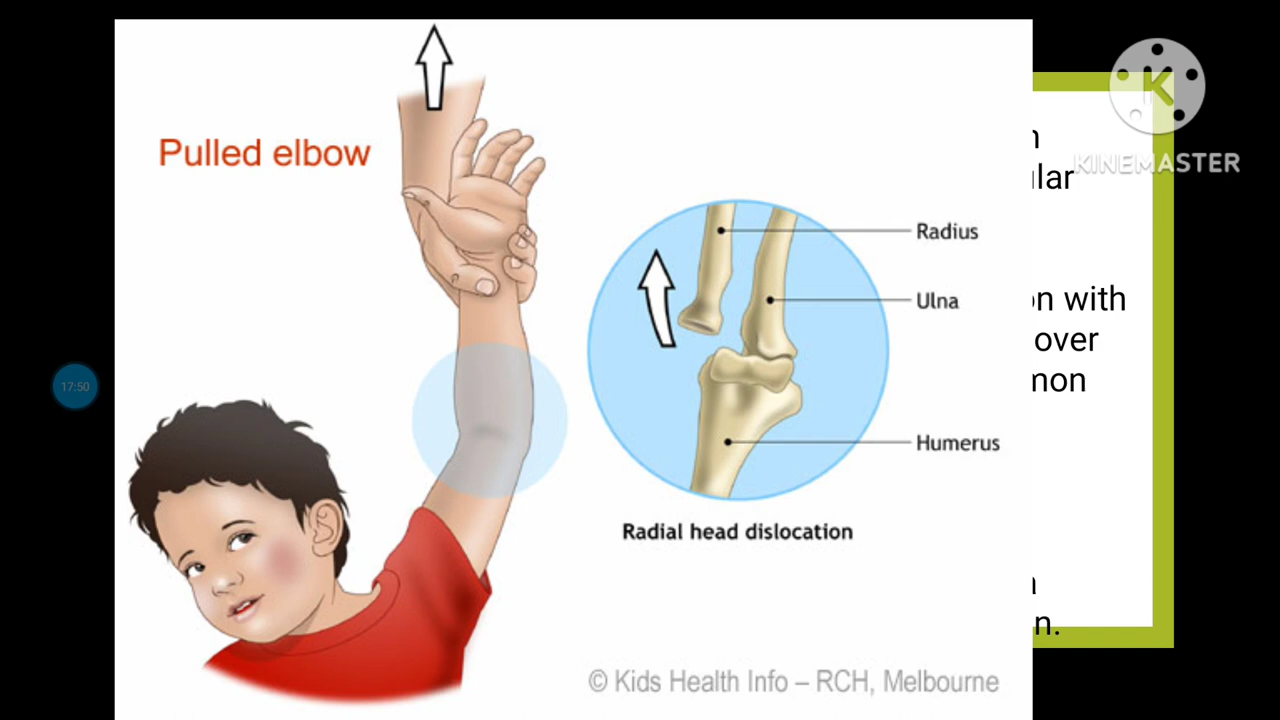 Pulled elbow
Radius
Ulna
Humerus
Radial head dislocation
© Kids Health Info – RCH, Melbourne
17:50
K
KINEMASTER
lar
on with
over
mon
n.